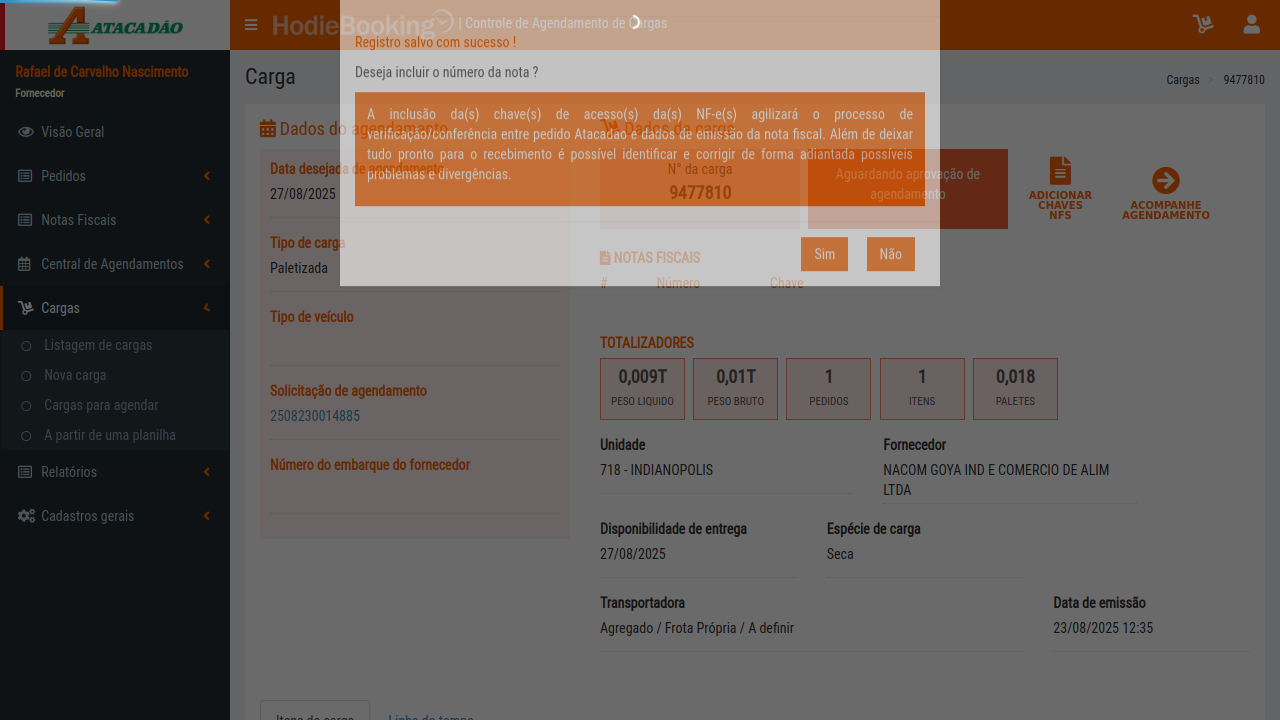 ATACADÃO
HodieBooking | Controle de Agendamento de Cargas
Rafael de Carvalho Nascimento
Fornecedor
Visão Geral
Pedidos
Notas Fiscais
Central de Agendamentos
Cargas
Listagem de cargas
Nova carga
Cargas para agendar
A partir de uma planilha
Relatórios
Cadastros gerais
Carga
Cargas > 9477810
Registro salvo com sucesso !
Deseja incluir o número da nota ?
A inclusão da(s) chave(s) de acesso(s) da(s) NF-e(s) agilizará o processo de
verificação/conferência entre pedido Atacadao e dados de emissão da nota fiscal. Além de deixar
tudo pronto para o recebimento é possível identificar e corrigir de forma adiantada possíveis
problemas e divergências.
Sim
Não
Dados do agendamento
Data desejada de agendamento
27/08/2025
Tipo de carga
Paletizada
Tipo de veículo
Solicitação de agendamento
2508230014885
Número do embarque do fornecedor
Dados da carga
N° da carga
9477810
Aguardando aprovação de
agendamento
ADICIONAR
CHAVES
NFS
ACOMPANHE
AGENDAMENTO
NOTAS FISCAIS
# Número Chave
TOTALIZADORES
0,009T 0,01T 1 1 0,018
PESO LIQUIDO PESO BRUTO PEDIDOS ITENS PALETES
Unidade
718 - INDIANOPOLIS
Fornecedor
NACOM GOYA IND E COMERCIO DE ALIM
LTDA
Disponibilidade de entrega
27/08/2025
Espécie de carga
Seca
Transportadora
Agregado / Frota Própria / A definir
Data de emissão
23/08/2025 12:35
Itens da carga
Linha do tempo